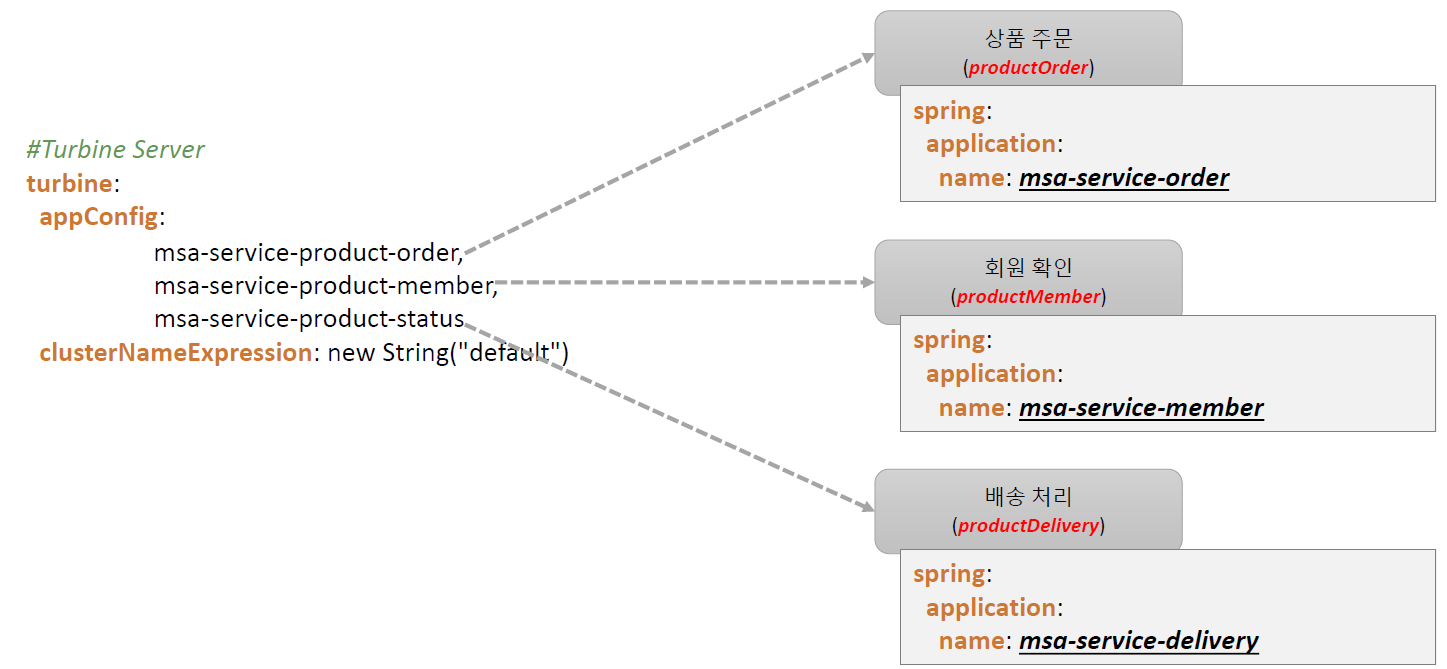 #Turbine Server
turbine:
appConfig:
msa-service-product-order,
msa-service-product-member,
msa-service-product-status
clusterNameExpression: new String("default")
상품 주문
(productOrder)
spring:
application:
name: msa-service-order
회원 확인
(productMember)
spring:
application:
name: msa-service-member
배송 처리
(productDelivery)
spring:
application:
name: msa-service-delivery